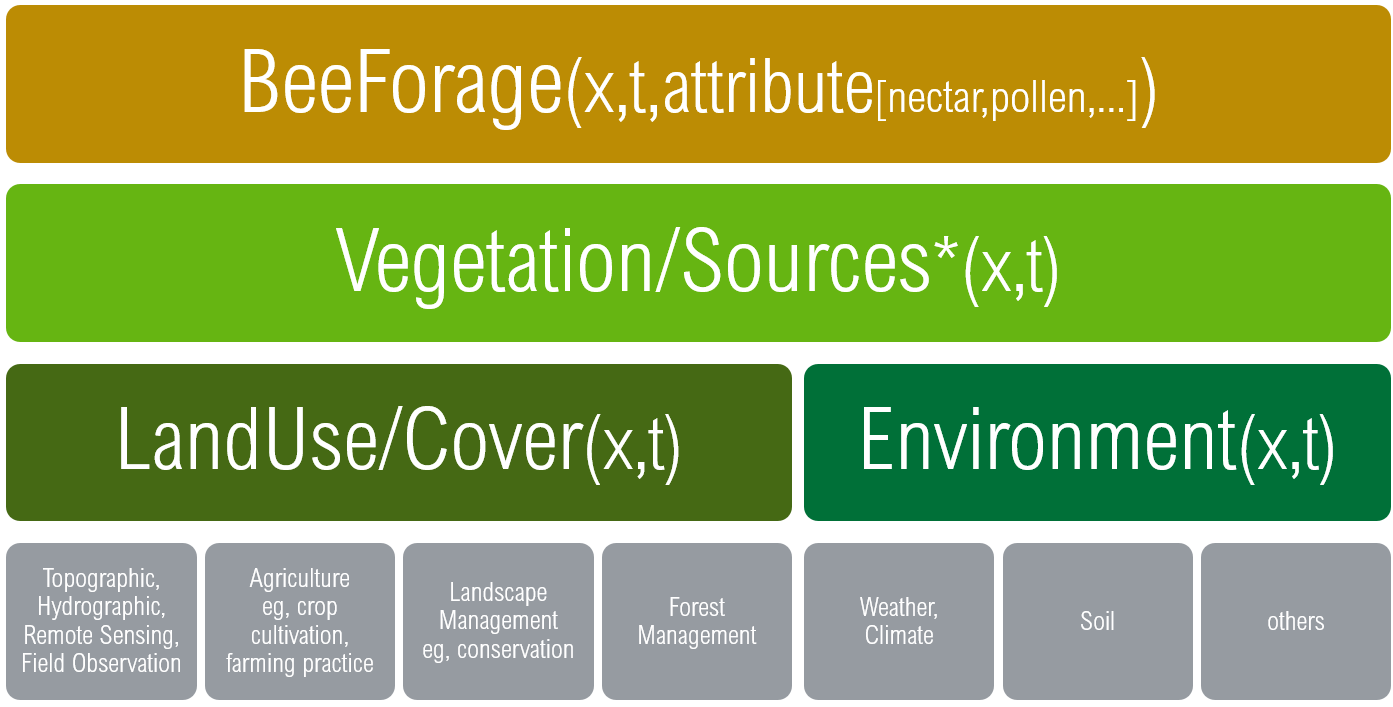 BeeForage(x,t,attribute[nectar,pollen,...])
Vegetation/Sources*(x,t)
LandUse/Cover(x,t)
Environment(x,t)
Topographic,
Hydrographic,
Remote Sensing,
Field Observation
Agriculture
eg, crop
cultivation,
farming practice
Landscape
Management
eg, conservation
Forest
Management
Weather,
Climate
Soil
others